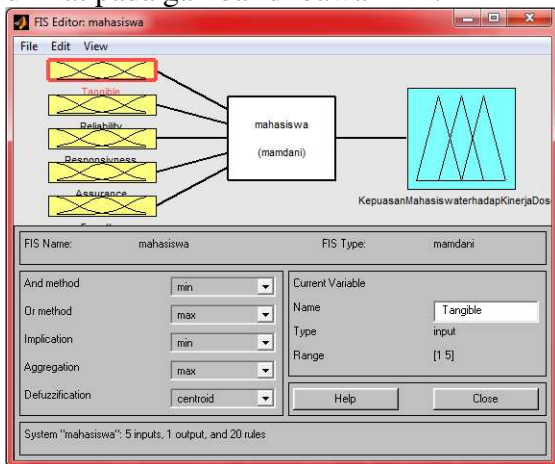 FIS Editor: mahasiswa
File Edit View
Tangible
Reliability
Responsivness
Assurance
mahasiswa
(mamdani)
KepuasanMahasiswaterhadapKinerjaDos
FIS Name: mahasiswa FIS Type: mamdani
And method min
Or method max
Implication min
Aggregation max
Defuzzification centroid
Current Variable
Name Tangible
Type input
Range [1 5]
Help Close
System "mahasiswa": 5 inputs, 1 output, and 20 rules